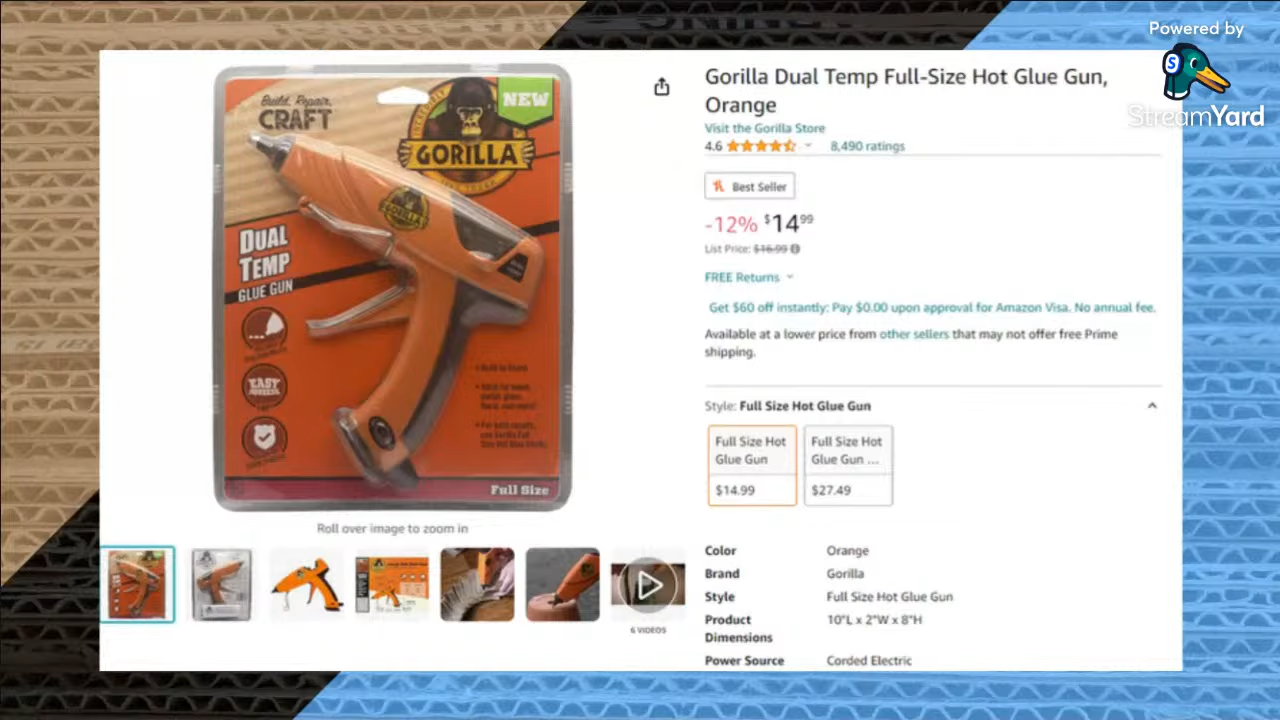 Powered by
StreamYard
Build. Repair.
CRAFT
NEW
GORILLA
DUAL
TEMP
GLUE GUN
EASY
SQUEEZE
Full Size
Roll over image to zoom in
6 VIDEOS
Gorilla Dual Temp Full-Size Hot Glue Gun,
Orange
Visit the Gorilla Store
4.6 8,490 ratings
Best Seller
-12% $14 99
List Price: $16.99
FREE Returns
Get $60 off instantly: Pay $0.00 upon approval for Amazon Visa. No annual fee.
Available at a lower price from other sellers that may not offer free Prime
shipping.
Style: Full Size Hot Glue Gun
Full Size Hot
Glue Gun
$14.99
Full Size Hot
Glue Gun ...
$27.49
Color Orange
Brand Gorilla
Style Full Size Hot Glue Gun
Product 10"L x 2"W x 8"H
Dimensions
Power Source Corded Electric